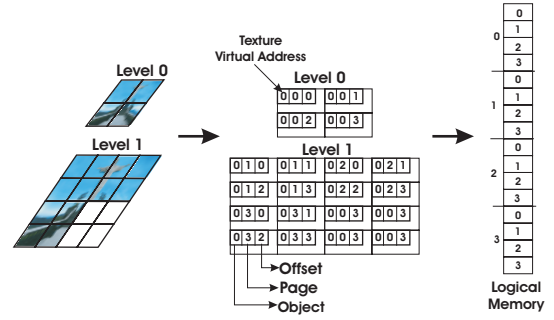 Texture
Virtual Address
Level 0
Level 0
0 0 0 0 0 1
0 0 2 0 0 3
Level 1
Level 1
0 1 0 0 1 1 0 2 0 0 2 1
0 1 2 0 1 3 0 2 2 0 2 3
0 3 0 0 3 1 0 0 3 0 0 3
0 3 2 0 3 3 0 0 3 0 0 3
Offset
Page
Object
0
0
1
2
3
1
0
1
2
3
2
0
1
2
3
3
0
1
2
3
Logical
Memory